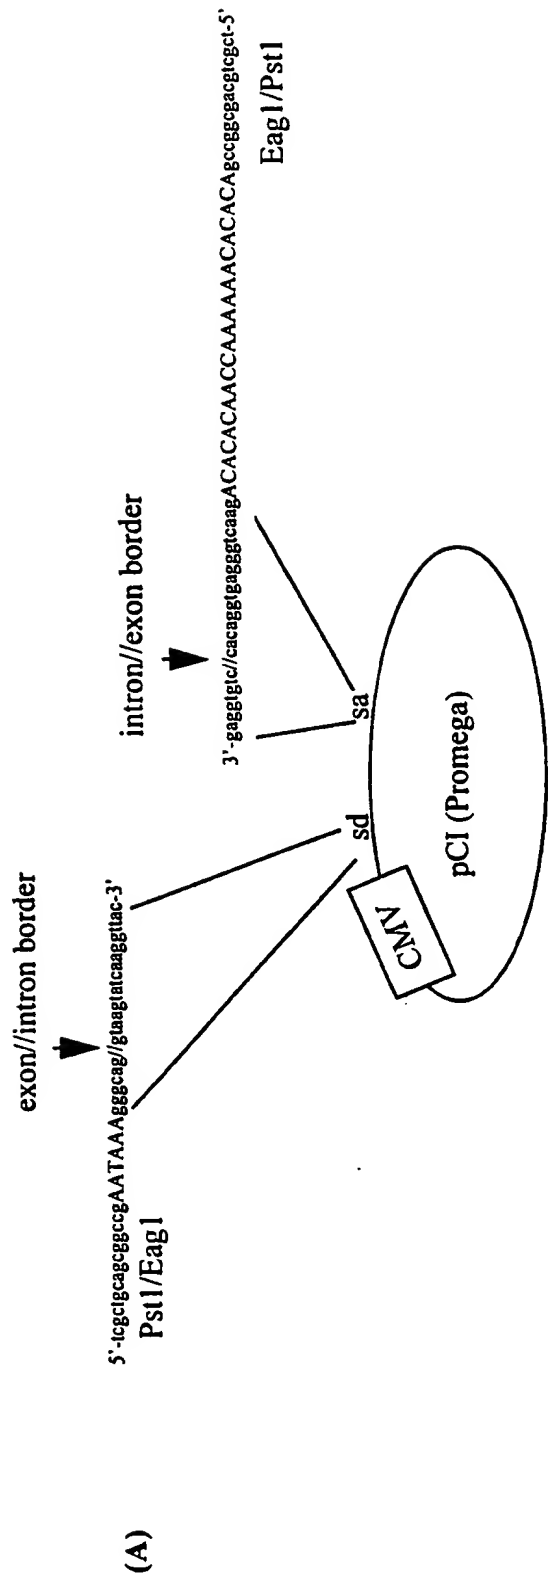 (A)
exon//intron border
5'-tcgctgcagcggccgAATAAAgggcag//gtaagtatcaaggttac-3'
Pst1/Eag1
intron//exon border
3'-gaggtgtc//cacaggtgagggtcaagACACACAACCAAAAAACACACAgccggcgacgtcgct-5'
Eag1/Pst1
CMV
sd
sa
pCI (Promega)